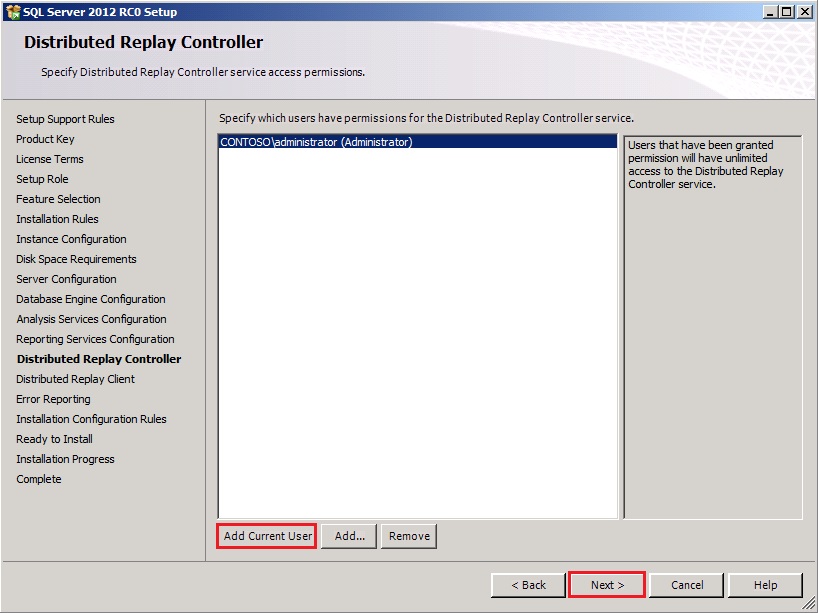 SQL Server 2012 RC0 Setup
Distributed Replay Controller
Specify Distributed Replay Controller service access permissions.
Setup Support Rules
Product Key
License Terms
Setup Role
Feature Selection
Installation Rules
Instance Configuration
Disk Space Requirements
Server Configuration
Database Engine Configuration
Analysis Services Configuration
Reporting Services Configuration
Distributed Replay Controller
Distributed Replay Client
Error Reporting
Installation Configuration Rules
Ready to Install
Installation Progress
Complete
Specify which users have permissions for the Distributed Replay Controller service.
CONTOSO\administrator (Administrator)
Users that have been granted
permission will have unlimited
access to the Distributed Replay
Controller service.
Add Current User
Add...
Remove
< Back
Next >
Cancel
Help